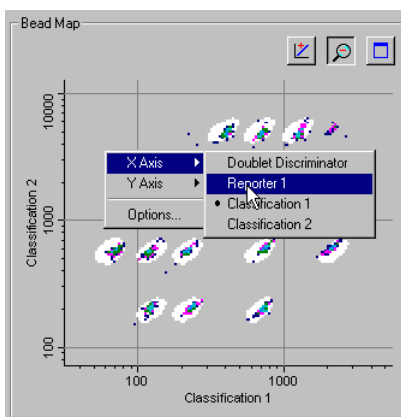 Bead Map
10000
1000
100
Classification 2
X Axis
Y Axis
Options...
Doublet Discriminator
Reporter 1
Classification 1
Classification 2
100
1000
Classification 1